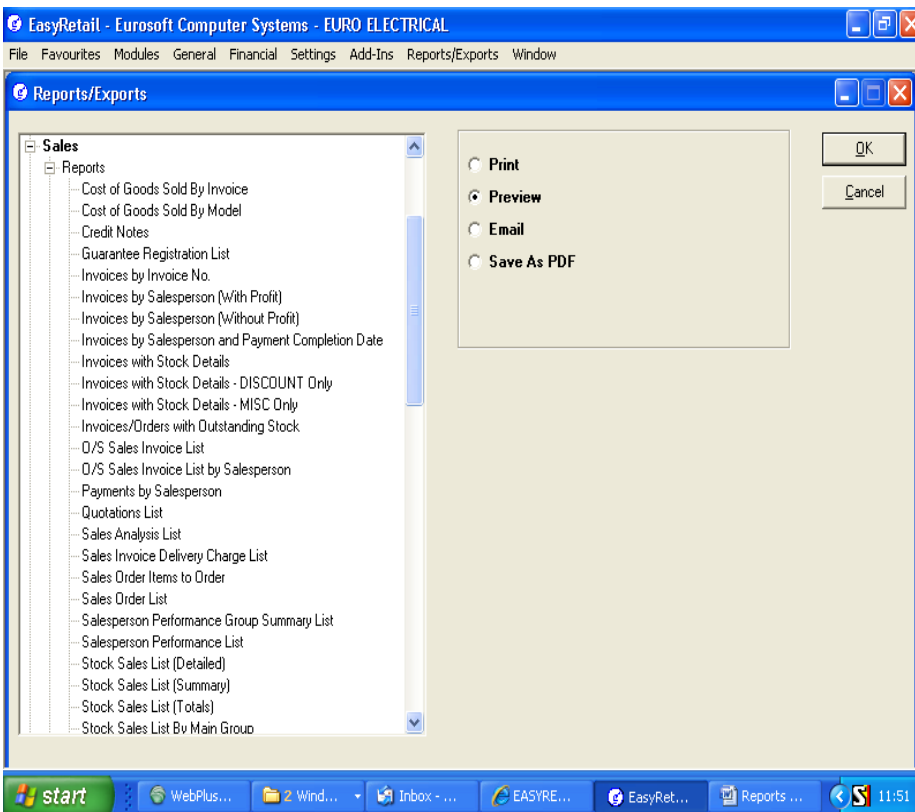 EasyRetail - Eurosoft Computer Systems - EURO ELECTRICAL
File Favourites Modules General Financial Settings Add-Ins Reports/Exports Window
Reports/Exports
Sales
Reports
Cost of Goods Sold By Invoice
Cost of Goods Sold By Model
Credit Notes
Guarantee Registration List
Invoices by Invoice No.
Invoices by Salesperson (With Profit)
Invoices by Salesperson (Without Profit)
Invoices by Salesperson and Payment Completion Date
Invoices with Stock Details
Invoices with Stock Details - DISCOUNT Only
Invoices with Stock Details - MISC Only
Invoices/Orders with Outstanding Stock
O/S Sales Invoice List
O/S Sales Invoice List by Salesperson
Payments by Salesperson
Quotations List
Sales Analysis List
Sales Invoice Delivery Charge List
Sales Order Items to Order
Sales Order List
Salesperson Performance Group Summary List
Salesperson Performance List
Stock Sales List (Detailed)
Stock Sales List (Summary)
Stock Sales List (Totals)
Stock Sales List By Main Group
Print
Preview
Email
Save As PDF
OK
Cancel
start WebPlus... 2 Wind... Inbox - ... EASYRE... EasyRet... Reports ... 11:51